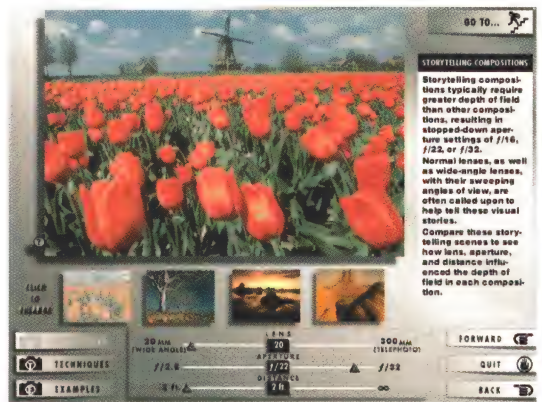 GO TO...
STORYTELLING COMPOSITIONS
Storytelling composi-
tions typically require
greater depth of field
than other composi-
tions, resulting in
stopped-down aper-
ture settings of f/16,
f/22, or f/32.
Normal lenses, as well
as wide-angle lenses,
with their sweeping
angles of view, are
often called upon to
help tell these visual
stories.
Compare these story-
telling scenes to see
how lens, aperture,
and distance influ-
enced the depth of
field in each composi-
tion.
CLICK
TO
ENLARGE
LENS
20 MM
(WIDE ANGLE)
20
300 MM
(TELEPHOTO)
APERTURE
f/2.8
f/22
f/32
DISTANCE
2 ft
2 ft
∞
TECHNIQUES
EXAMPLES
FORWARD
QUIT
BACK